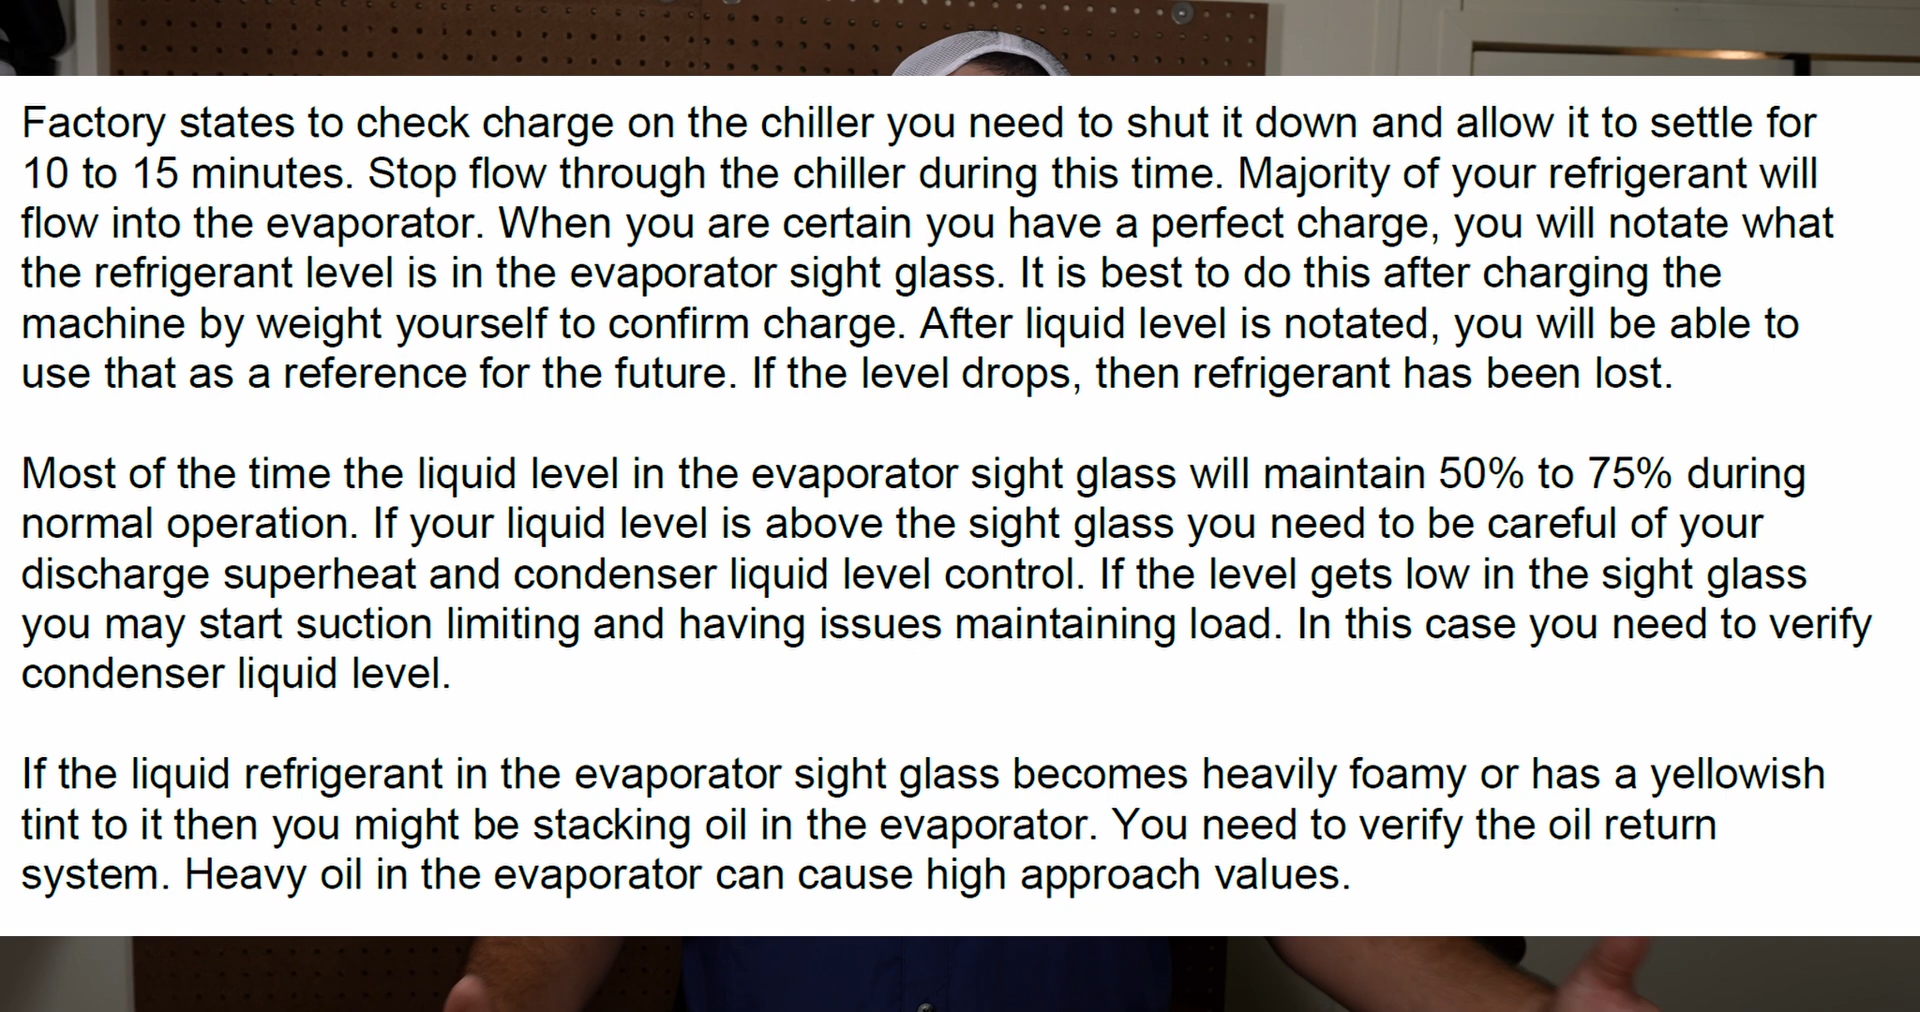 Factory states to check charge on the chiller you need to shut it down and allow it to settle for
10 to 15 minutes. Stop flow through the chiller during this time. Majority of your refrigerant will
flow into the evaporator. When you are certain you have a perfect charge, you will notate what
the refrigerant level is in the evaporator sight glass. It is best to do this after charging the
machine by weight yourself to confirm charge. After liquid level is notated, you will be able to
use that as a reference for the future. If the level drops, then refrigerant has been lost.
Most of the time the liquid level in the evaporator sight glass will maintain 50% to 75% during
normal operation. If your liquid level is above the sight glass you need to be careful of your
discharge superheat and condenser liquid level control. If the level gets low in the sight glass
you may start suction limiting and having issues maintaining load. In this case you need to verify
condenser liquid level.
If the liquid refrigerant in the evaporator sight glass becomes heavily foamy or has a yellowish
tint to it then you might be stacking oil in the evaporator. You need to verify the oil return
system. Heavy oil in the evaporator can cause high approach values.